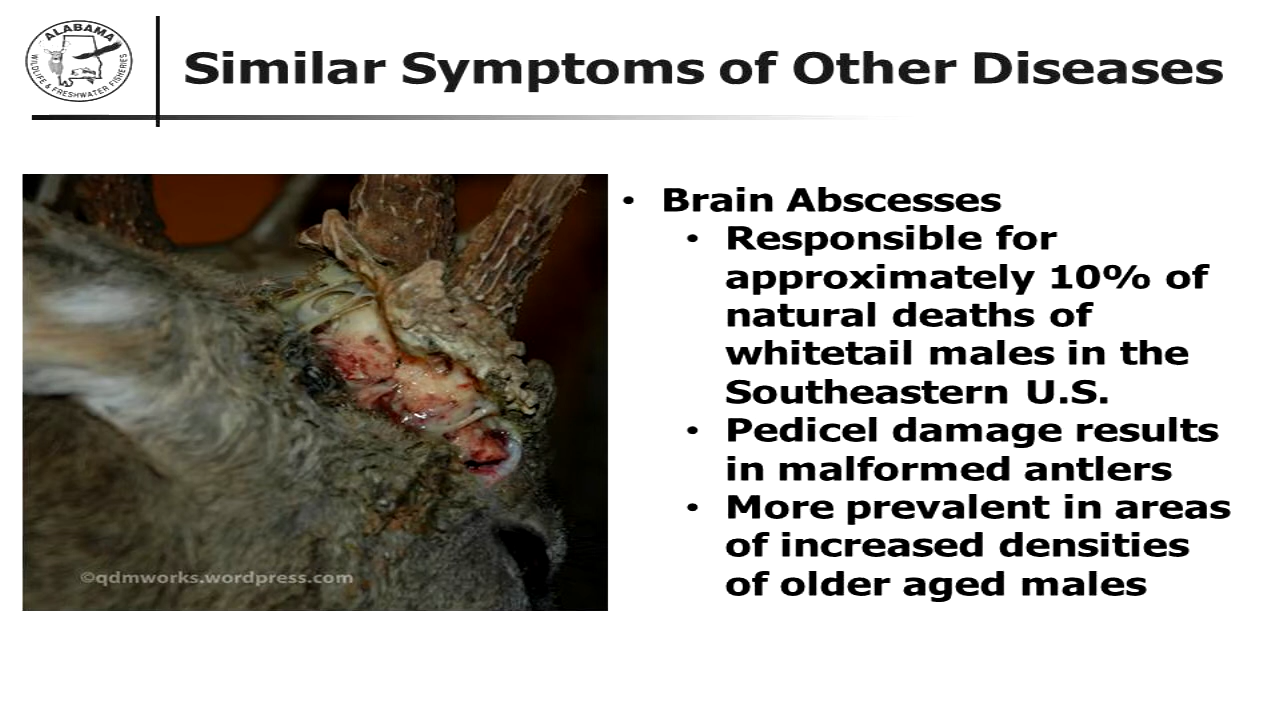 ALABAMA
WILDLIFE & FRESHWATER FISHERIES
Similar Symptoms of Other Diseases
• Brain Abscesses
• Responsible for
approximately 10% of
natural deaths of
whitetail males in the
Southeastern U.S.
• Pedicel damage results
in malformed antlers
• More prevalent in areas
of increased densities
of older aged males
©qdmworks.wordpress.com